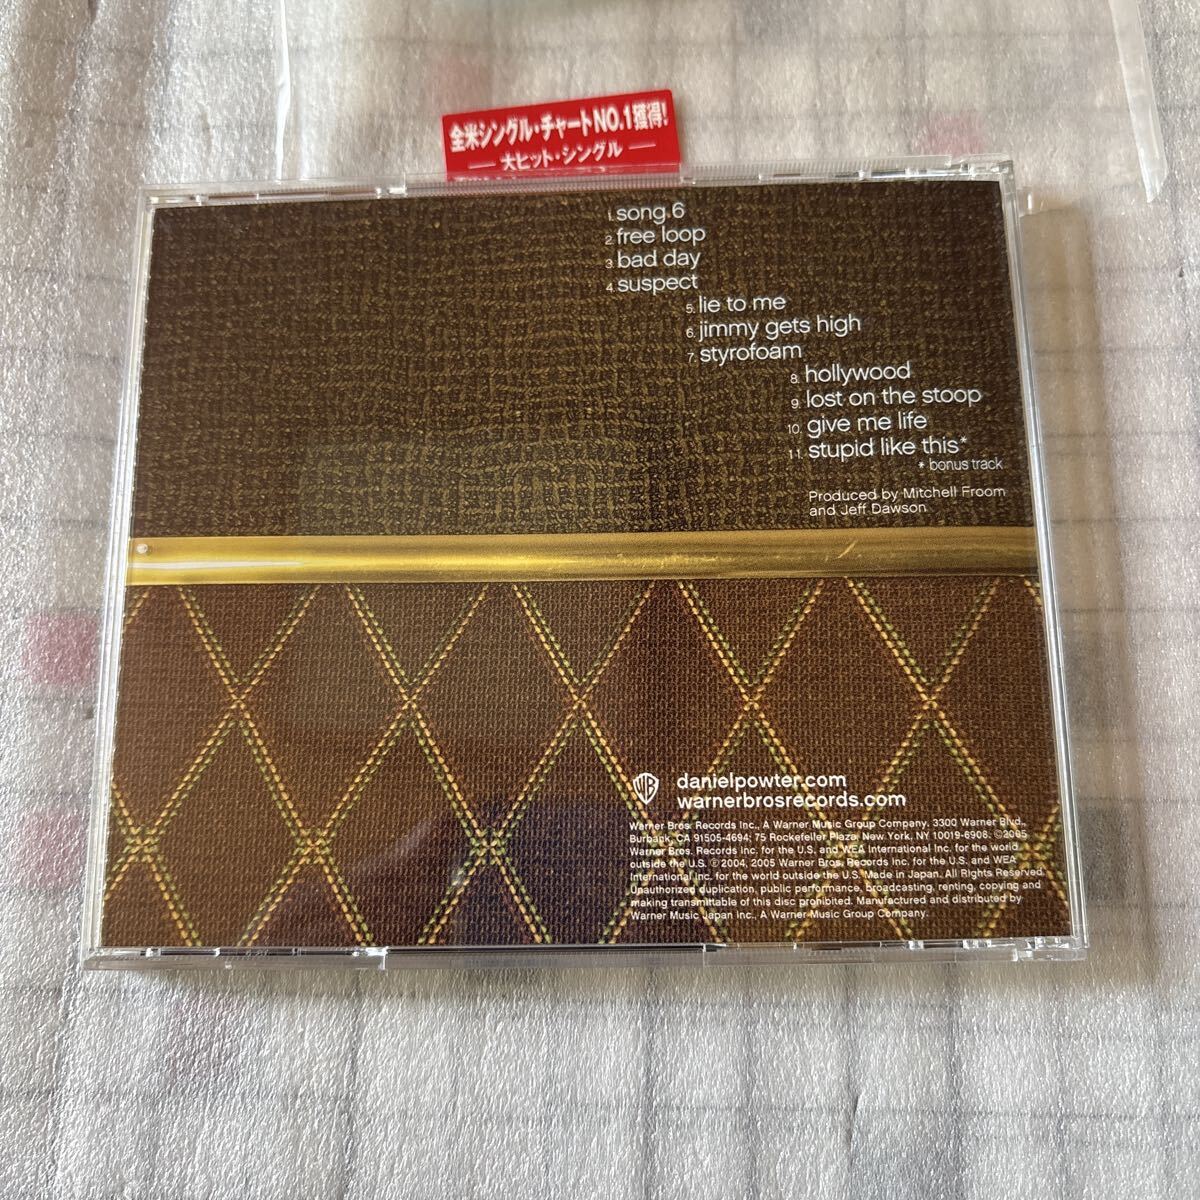 全米シングル・チャートNO.1獲得!
— 大ヒット・シングル —
1. song 6
2. free loop
3. bad day
4. suspect
5. lie to me
6. jimmy gets high
7. styrofoam
8. hollywood
9. lost on the stoop
10. give me life
11. stupid like this*
* bonus track
Produced by Mitchell Froom
and Jeff Dawson
WB
danielpowter.com
warnerbrosrecords.com
Warner Bros. Records Inc., A Warner Music Group Company. 3300 Warner Blvd.,
Burbank, CA 91505-4694; 75 Rockefeller Plaza, New York, NY 10019-6908. ©2005
Warner Bros. Records Inc. for the U.S. and WEA International Inc. for the world
outside the U.S. ℗ 2004, 2005 Warner Bros. Records Inc. for the U.S. and WEA
International Inc. for the world outside the U.S. Made in Japan. All Rights Reserved.
Unauthorized duplication, public performance, broadcasting, renting, copying and
making transmittable of this disc prohibited. Manufactured and distributed by
Warner Music Japan Inc., A Warner Music Group Company.